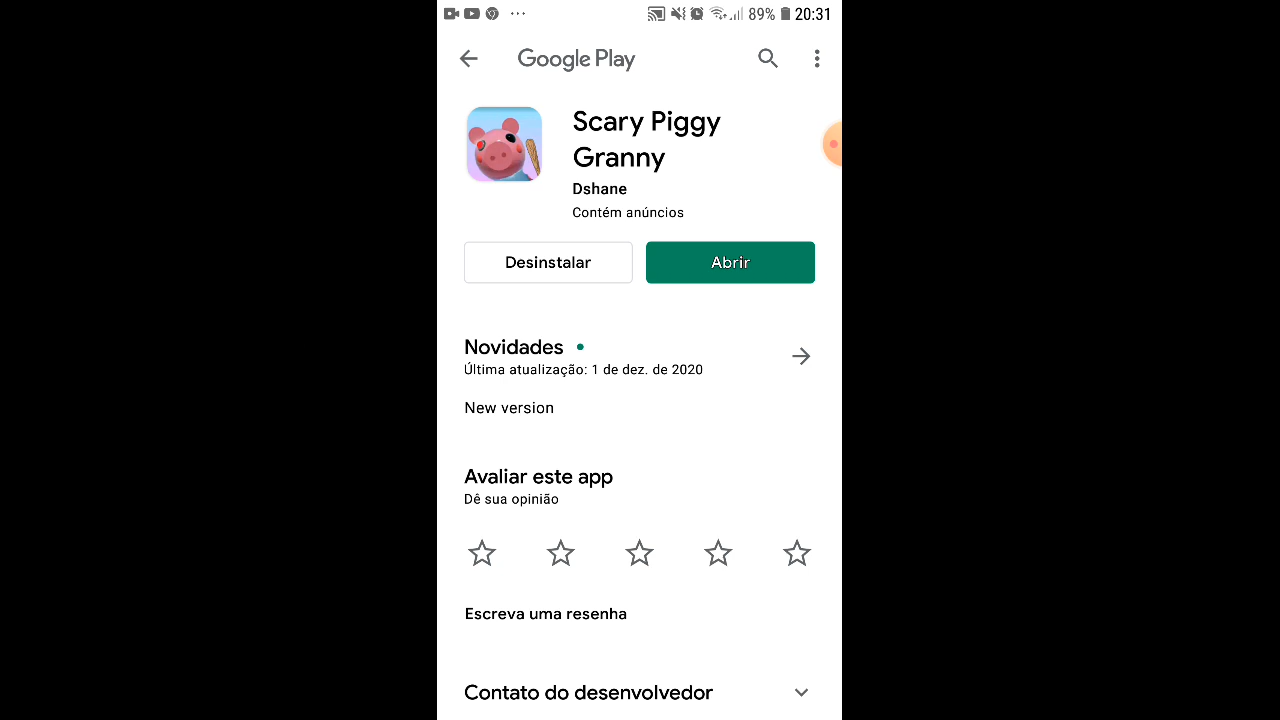 89% 20:31
Google Play
Scary Piggy
Granny
Dshane
Contém anúncios
Desinstalar
Abrir
Novidades
Última atualização: 1 de dez. de 2020
New version
Avaliar este app
Dê sua opinião
Escreva uma resenha
Contato do desenvolvedor